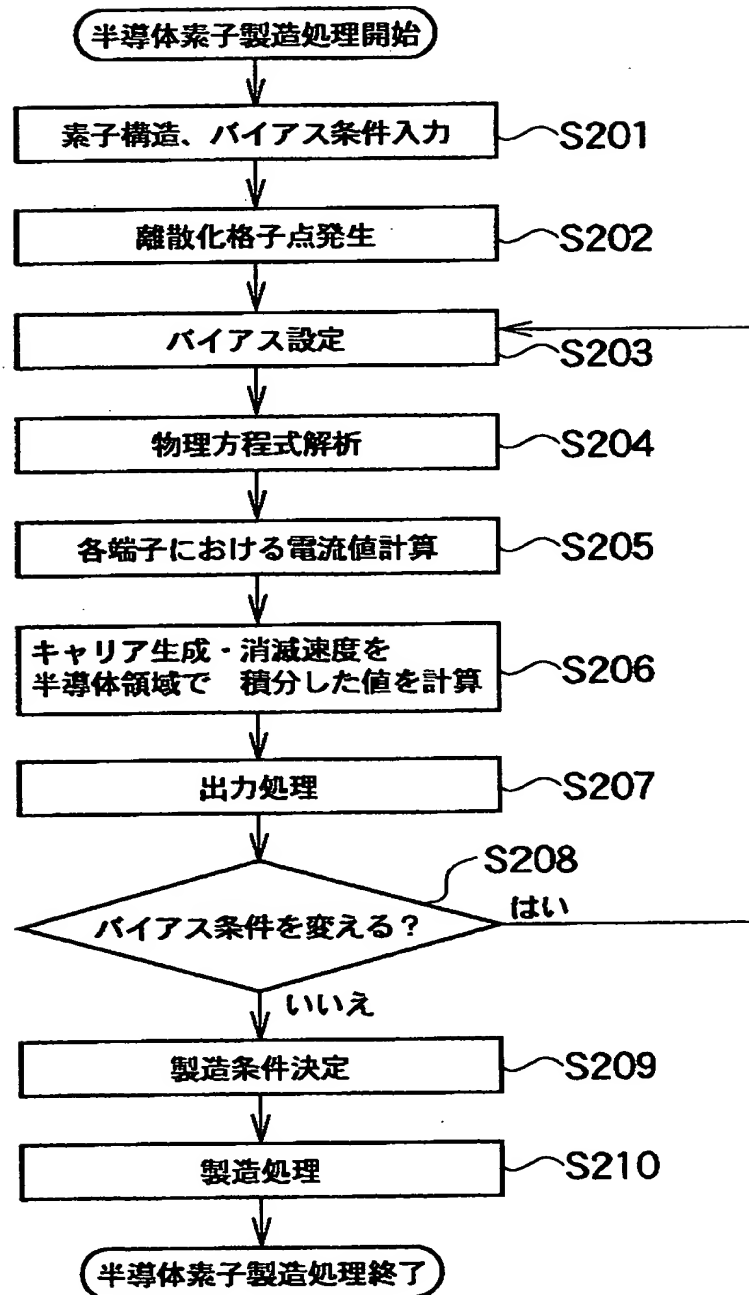 半導体素子製造処理開始
素子構造、バイアス条件入力
S201
離散化格子点発生
S202
バイアス設定
S203
物理方程式解析
S204
各端子における電流値計算
S205
キャリア生成・消滅速度を
半導体領域で　積分した値を計算
S206
出力処理
S207
S208
バイアス条件を変える？
はい
いいえ
製造条件決定
S209
製造処理
S210
半導体素子製造処理終了